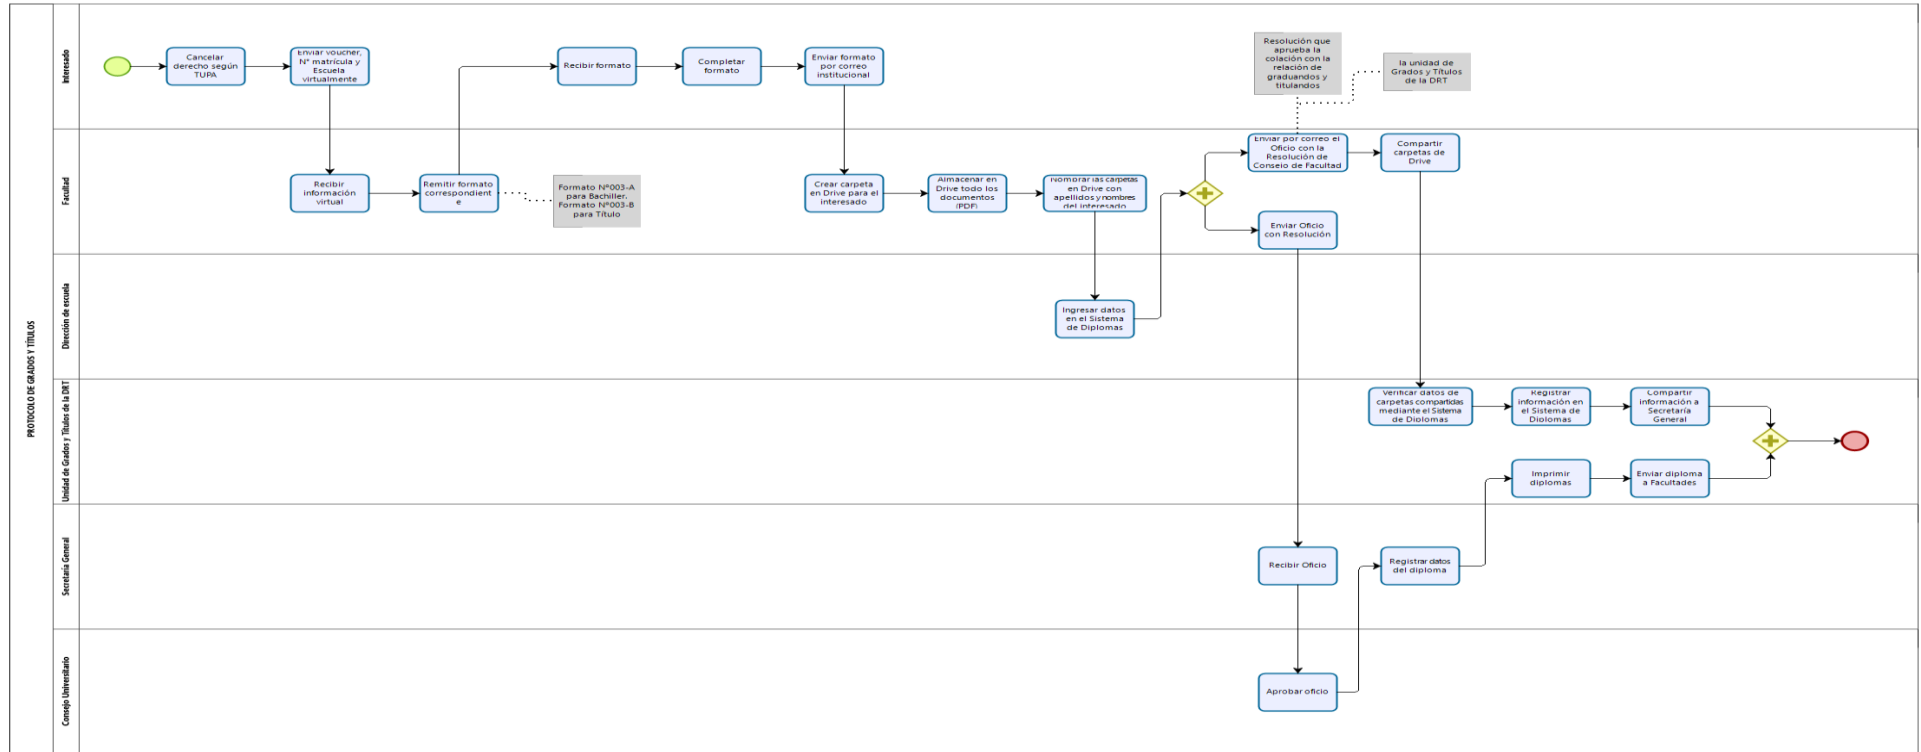 PROTOCOLO DE GRADOS Y TÍTULOS
Interesado
Cancelar
derecho según
TUPA
Enviar voucher,
N° matrícula y
Escuela
virtualmente
Recibir formato
Completar
formato
Enviar formato
por correo
institucional
Resolución que
aprueba la
colación con la
relación de
graduandos y
titulandos
la unidad de
Grados y Títulos
de la DRT
Facultad
Recibir
información
virtual
Remitir formato
correspondient
e
Formato N°003-A
para Bachiller.
Formato N°003-B
para Título
Crear carpeta
en Drive para el
interesado
Almacenar en
Drive todo los
documentos
(PDF)
Nombrar las carpetas
en Drive con
apellidos y nombres
del interesado
Enviar por correo el
Oficio con la
Resolución de
Consejo de Facultad
Compartir
carpetas de
Drive
Enviar Oficio
con Resolución
Dirección de escuela
Ingresar datos
en el Sistema
de Diplomas
Unidad de Grados y Títulos de la DRT
Verificar datos de
carpetas compartidas
mediante el Sistema
de Diplomas
Registrar
información en
el Sistema de
Diplomas
Compartir
información a
Secretaría
General
Imprimir
diplomas
Enviar diploma
a Facultades
Secretaría General
Recibir Oficio
Registrar datos
del diploma
Consejo Universitario
Aprobar oficio